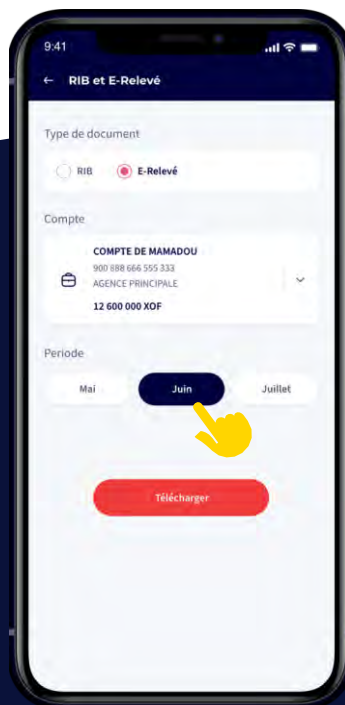 9:41
← RIB et E-Relevé
Type de document
RIB
E-Relevé
Compte
COMPTE DE MAMADOU
900 888 666 555 333
AGENCE PRINCIPALE
12 600 000 XOF
Periode
Mai
Juin
Juillet
Télécharger